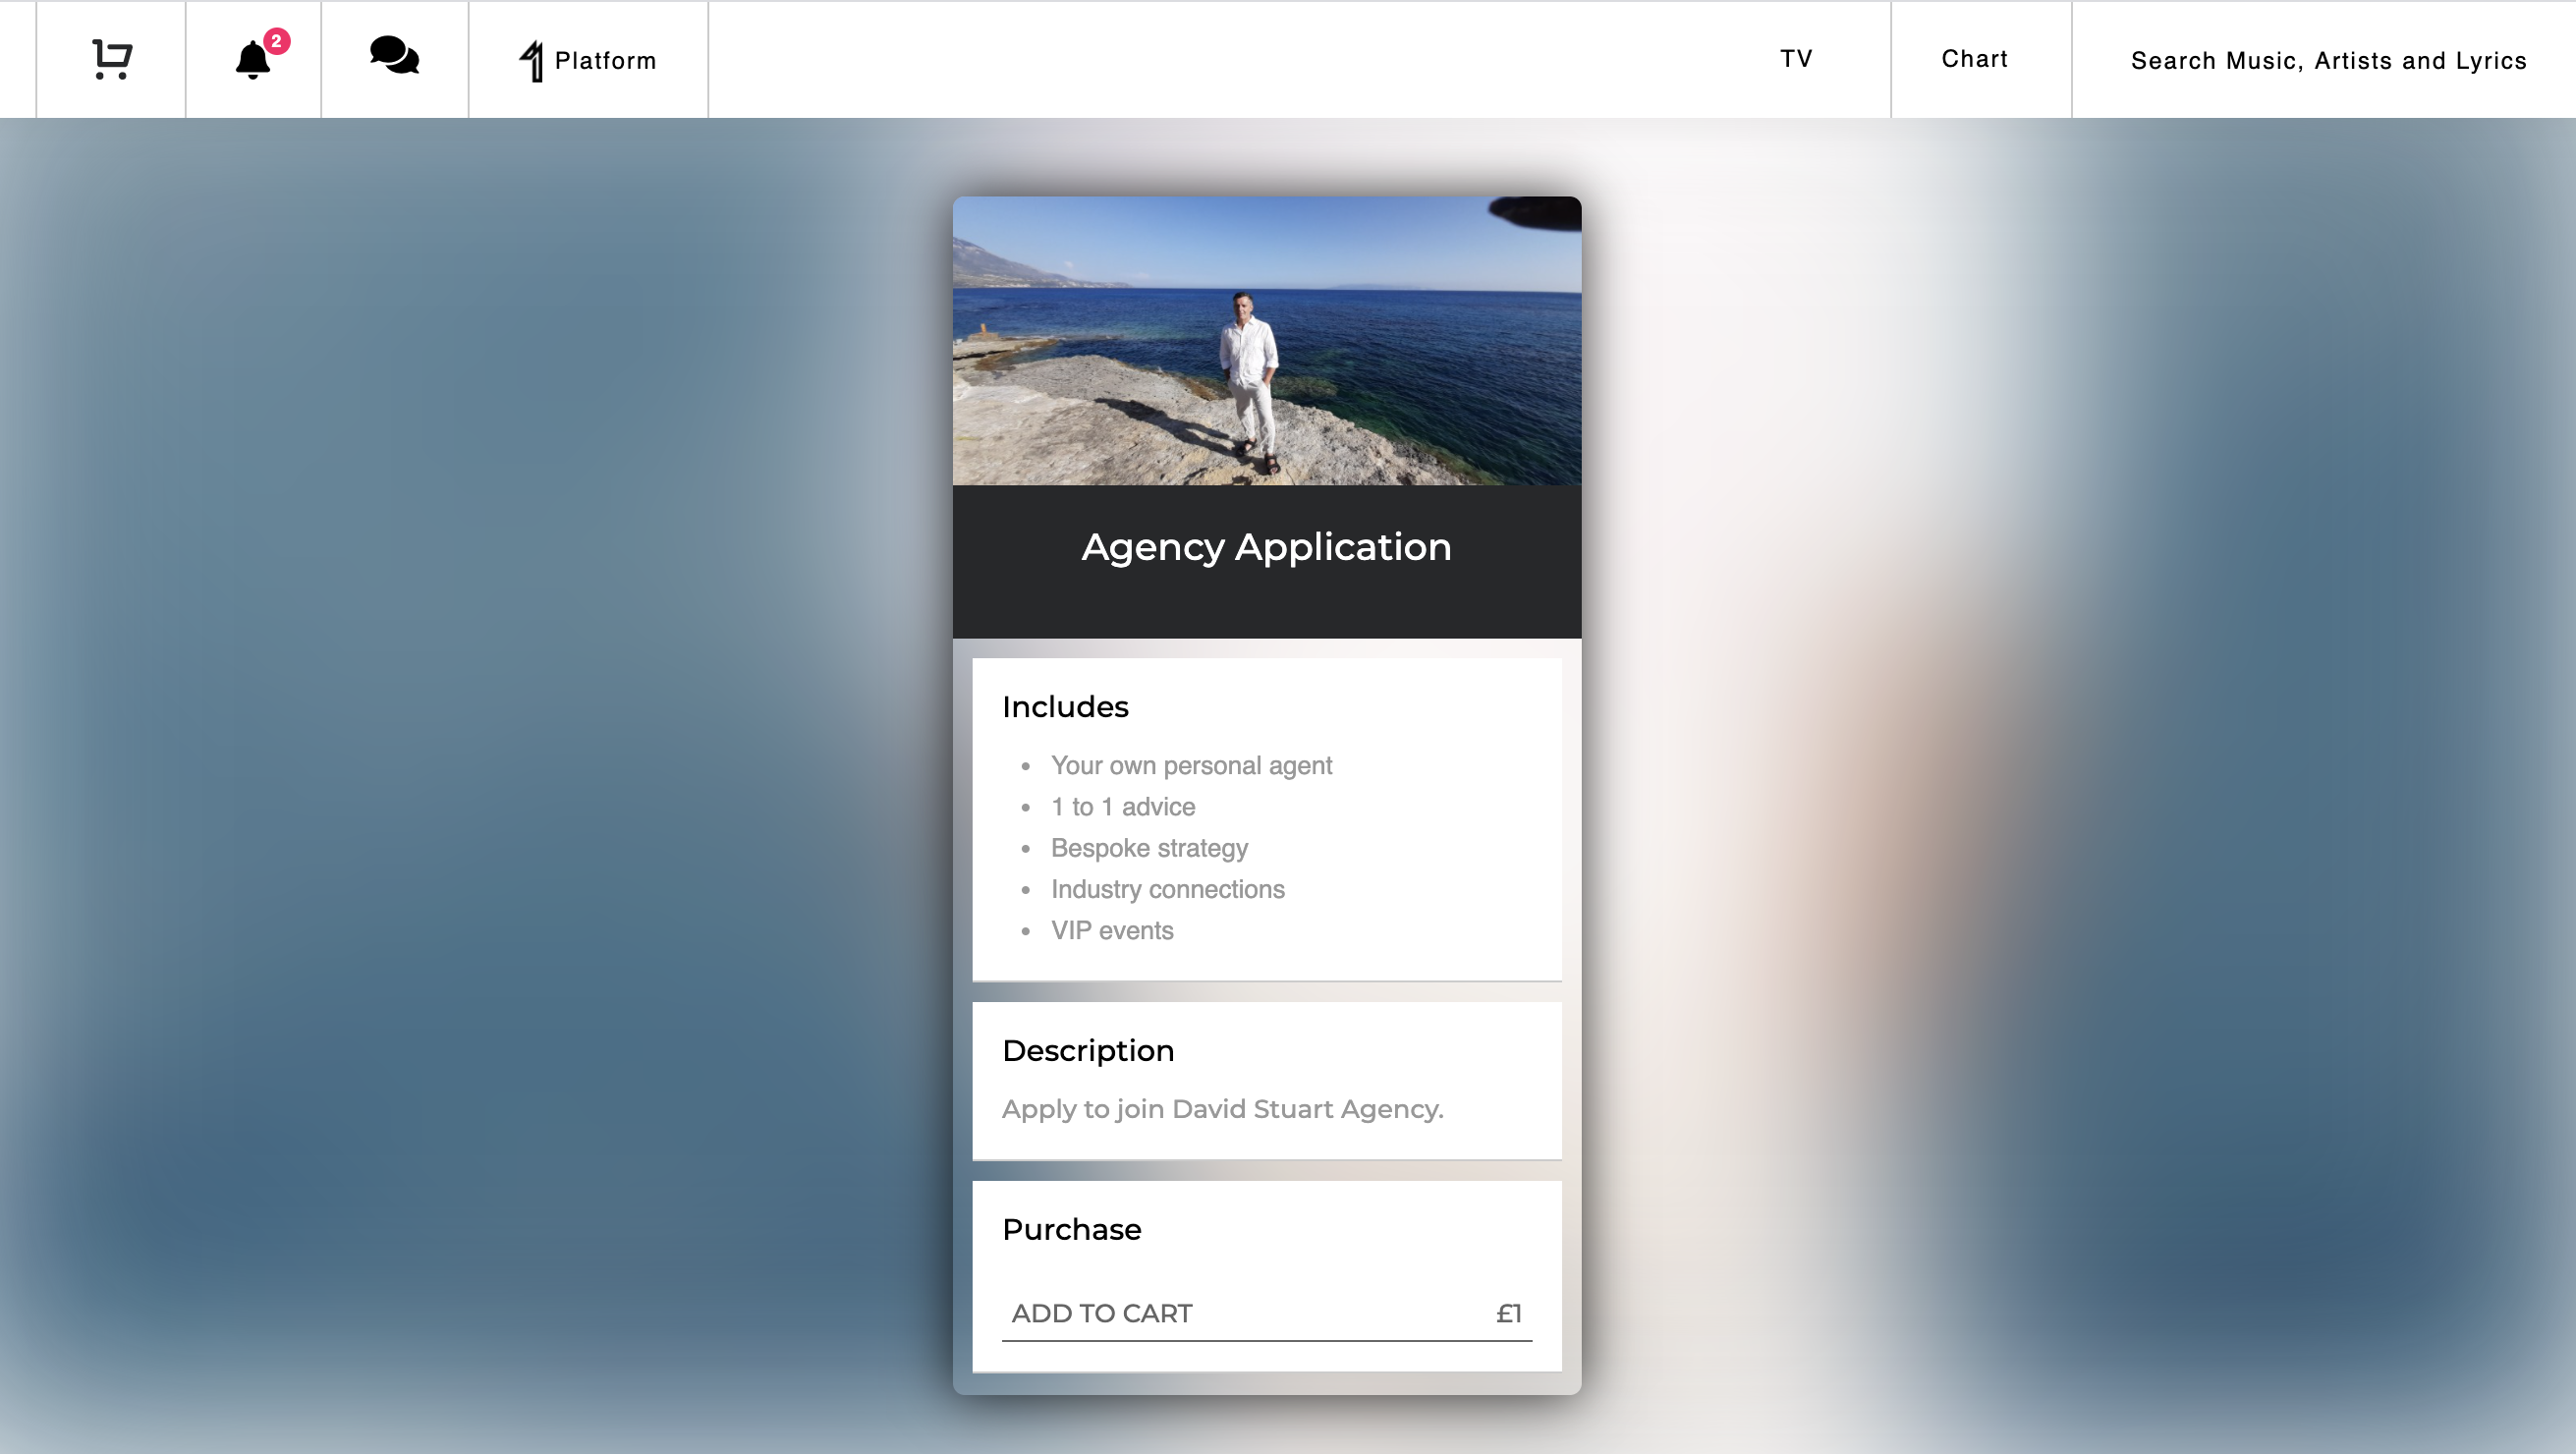 2
Platform
TV
Chart
Search Music, Artists and Lyrics
Agency Application
Includes
• Your own personal agent
• 1 to 1 advice
• Bespoke strategy
• Industry connections
• VIP events
Description
Apply to join David Stuart Agency.
Purchase
ADD TO CART £1